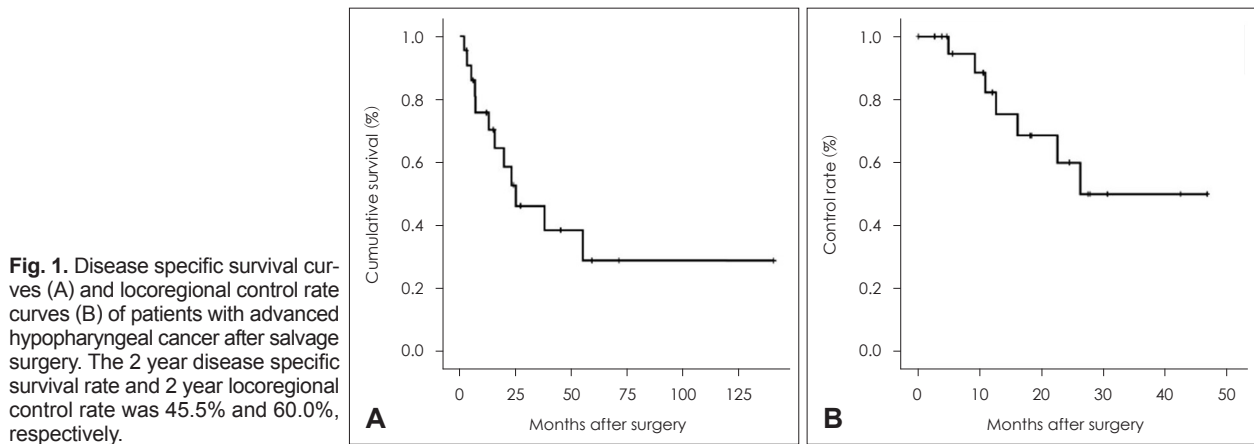 Fig. 1. Disease specific survival cur-
ves (A) and locoregional control rate
curves (B) of patients with advanced
hypopharyngeal cancer after salvage
surgery. The 2 year disease specific
survival rate and 2 year locoregional
control rate was 45.5% and 60.0%,
respectively.
Cumulative survival (%)
1.0
0.8
0.6
0.4
0.2
0.0
0 25 50 75 100 125
Months after surgery
A
Control rate (%)
1.0
0.8
0.6
0.4
0.2
0.0
0 10 20 30 40 50
Months after surgery
B